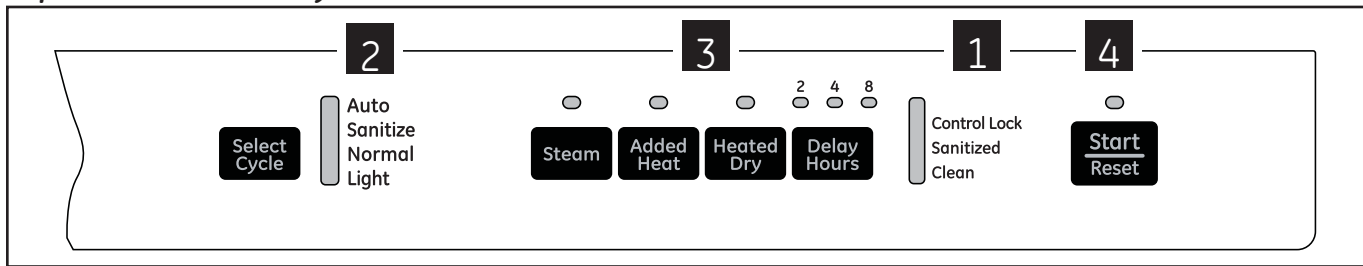 2
3
1
4
Select
Cycle
Auto
Sanitize
Normal
Light
Steam
Added
Heat
Heated
Dry
2 4 8
Delay
Hours
Control Lock
Sanitized
Clean
Start
Reset